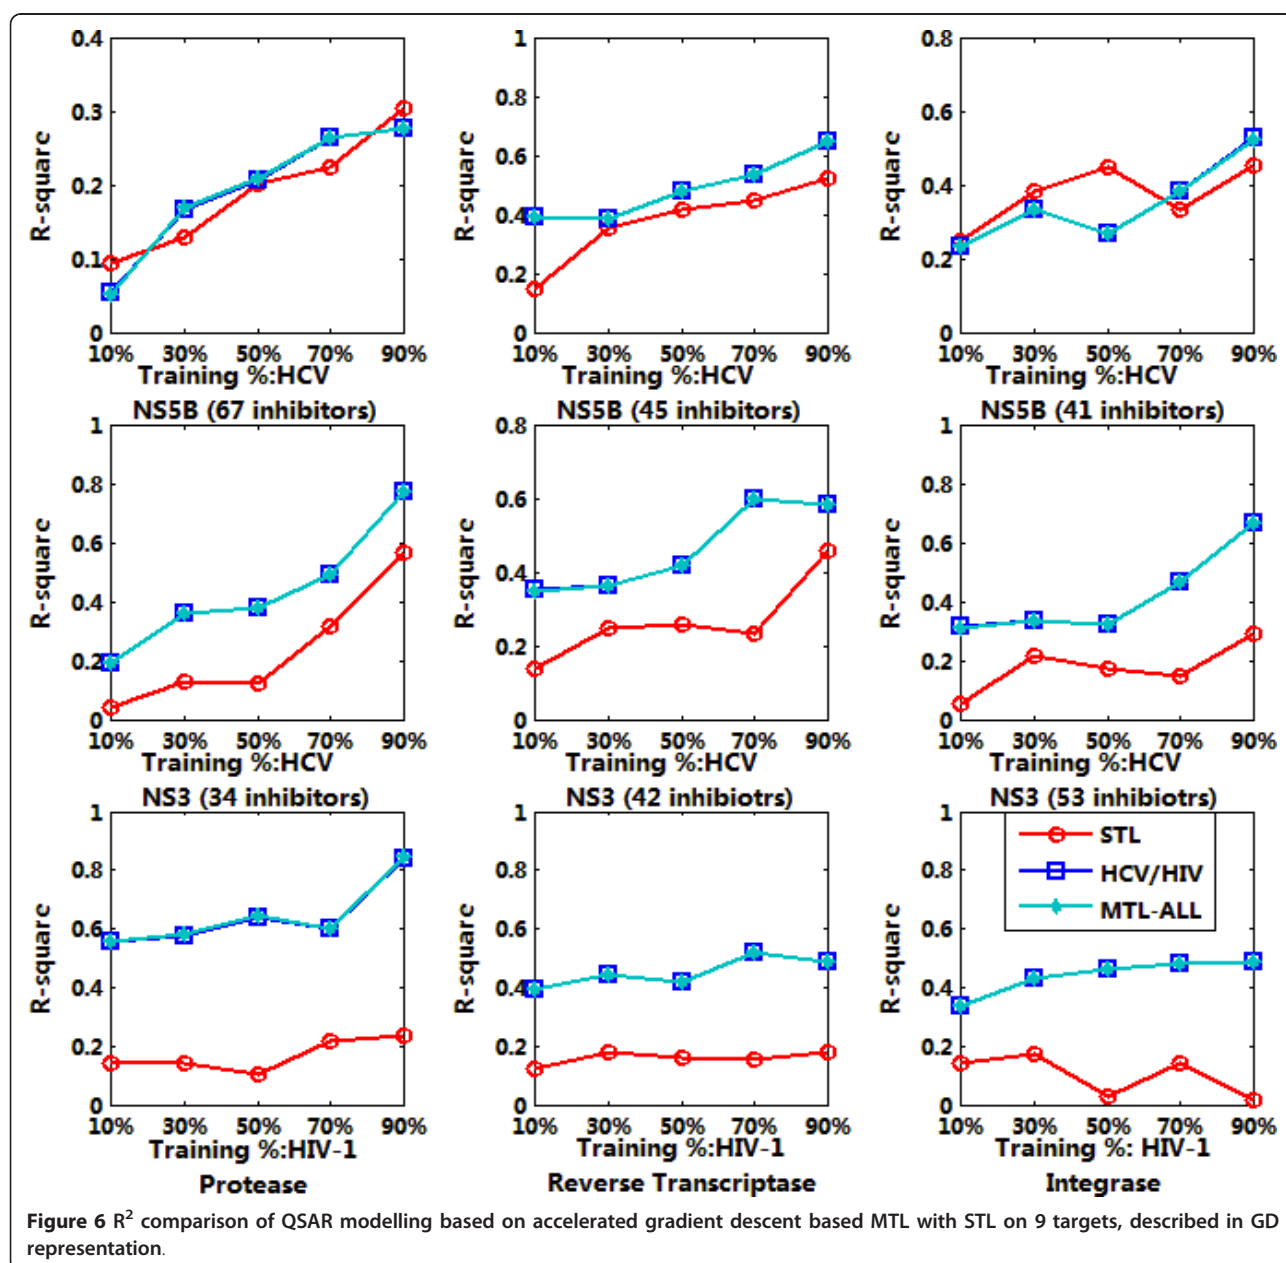 0.4
0.3
0.2
0.1
0
R-square
10% 30% 50% 70% 90%
Training %:HCV
NS5B (67 inhibitors)
1
0.8
0.6
0.4
0.2
0
R-square
10% 30% 50% 70% 90%
Training %:HCV
NS5B (45 inhibitors)
0.8
0.6
0.4
0.2
0
R-square
10% 30% 50% 70% 90%
Training %:HCV
NS5B (41 inhibitors)
1
0.8
0.6
0.4
0.2
0
R-square
10% 30% 50% 70% 90%
Training %:HCV
NS3 (34 inhibitors)
0.8
0.6
0.4
0.2
0
R-square
10% 30% 50% 70% 90%
Training %:HCV
NS3 (42 inhibiotrs)
1
0.8
0.6
0.4
0.2
0
R-square
10% 30% 50% 70% 90%
Training %:HCV
NS3 (53 inhibiotrs)
1
0.8
0.6
0.4
0.2
0
R-square
10% 30% 50% 70% 90%
Training %:HIV-1
Protease
1
0.8
0.6
0.4
0.2
0
R-square
10% 30% 50% 70% 90%
Training %:HIV-1
Reverse Transcriptase
1
0.8
0.6
0.4
0.2
0
R-square
STL
HCV/HIV
MTL-ALL
10% 30% 50% 70% 90%
Training %: HIV-1
Integrase
Figure 6 R² comparison of QSAR modelling based on accelerated gradient descent based MTL with STL on 9 targets, described in GD
representation.